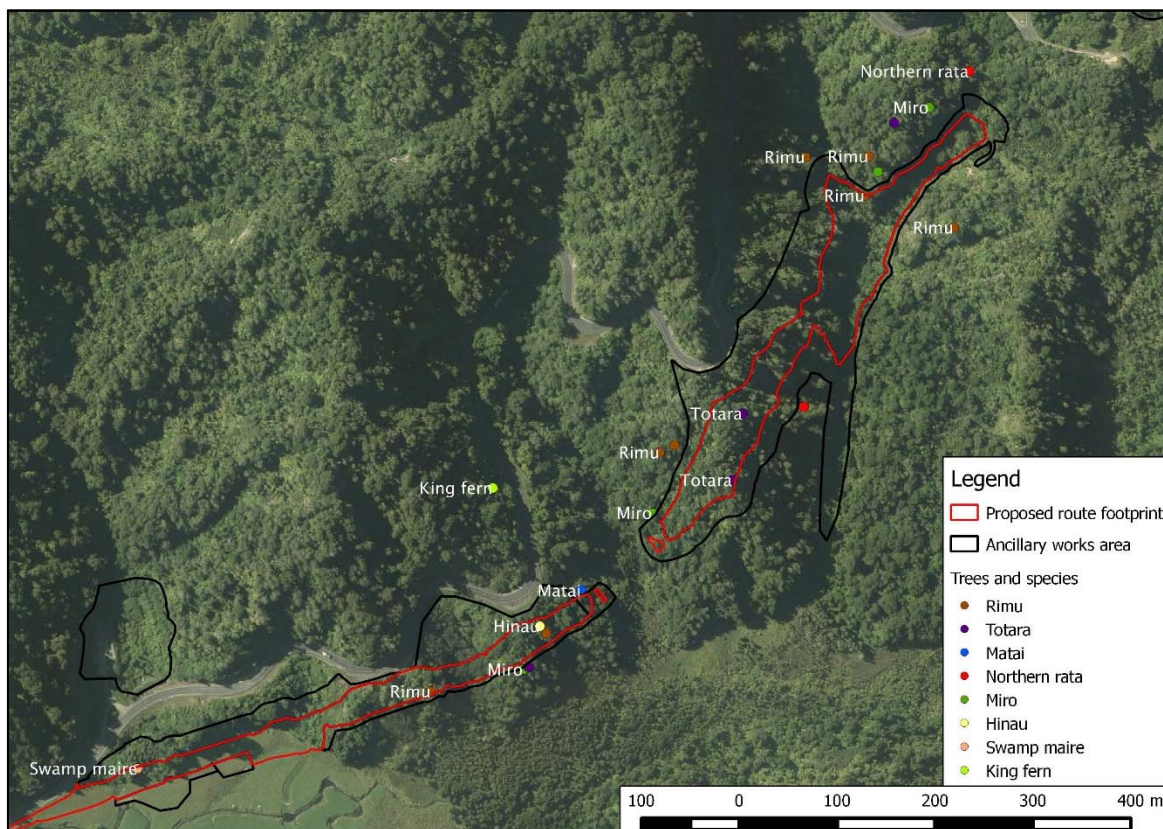 Northern rata
Miro
Rimu
Rimu
Rimu
Rimu
Totara
Rimu
Totara
King fern
Miro
Matai
Hinau
Miro
Rimu
Swamp maire
Legend
Proposed route footprint
Ancillary works area
Trees and species
Rimu
Totara
Matai
Northern rata
Miro
Hinau
Swamp maire
King fern
100 0 100 200 300 400 m